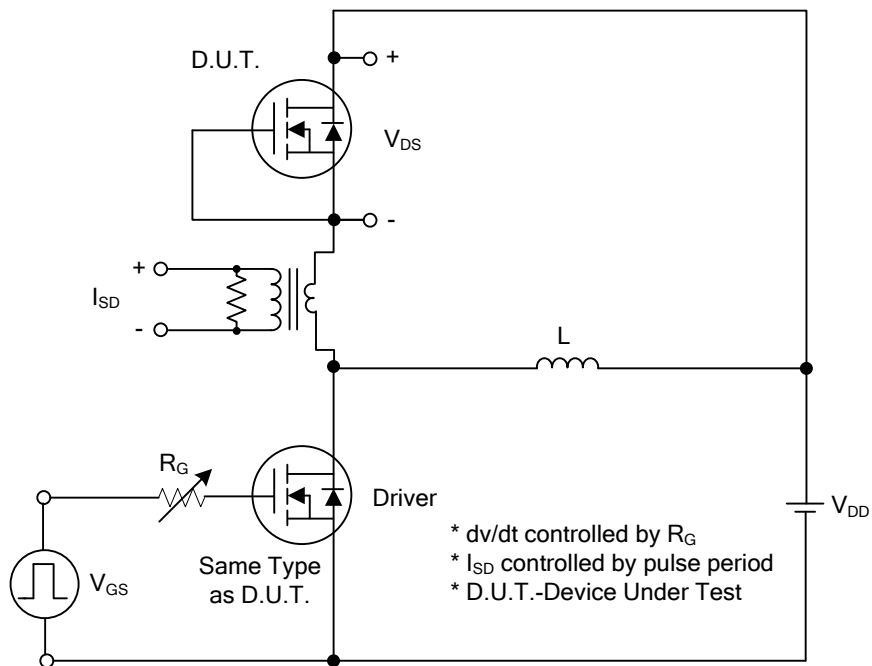 D.U.T.
+
V_DS
-
+
I_SD
-
L
R_G
Driver
V_DD
V_GS
Same Type
as D.U.T.
* dv/dt controlled by R_G
* I_SD controlled by pulse period
* D.U.T.-Device Under Test